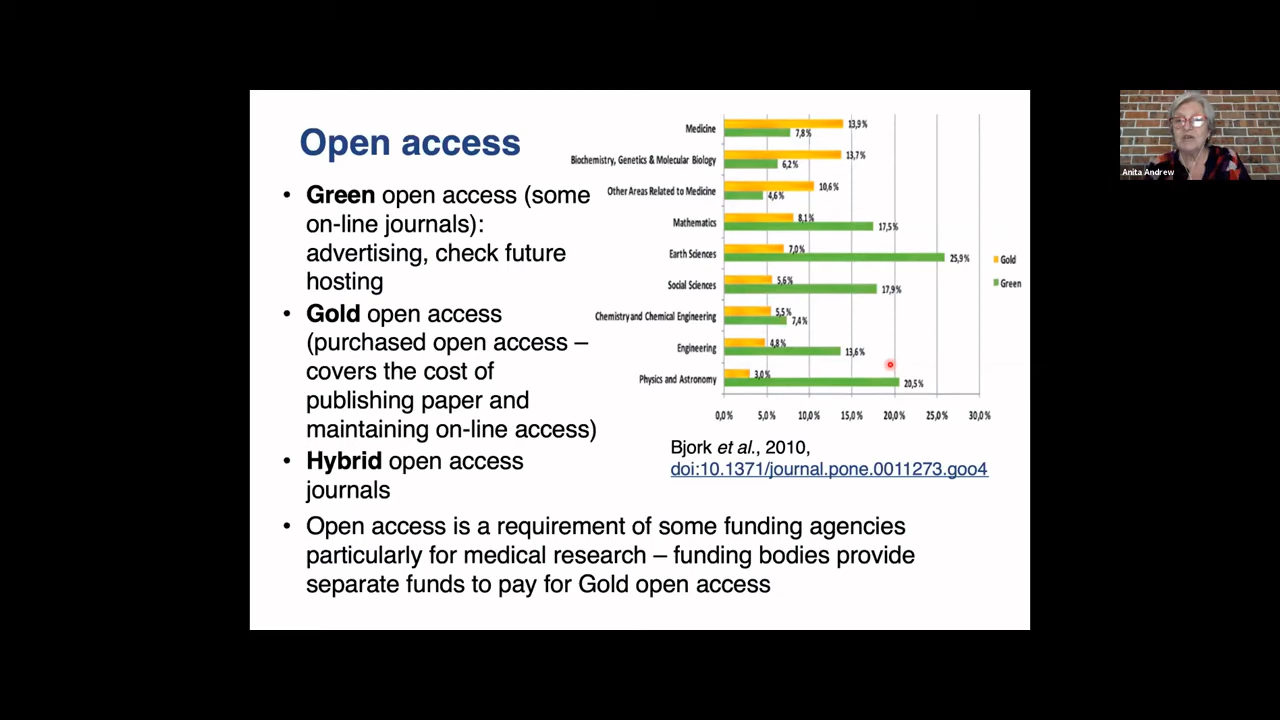 Open access
• Green open access (some
on-line journals):
advertising, check future
hosting
• Gold open access
(purchased open access –
covers the cost of
publishing paper and
maintaining on-line access)
• Hybrid open access
journals
• Open access is a requirement of some funding agencies
particularly for medical research – funding bodies provide
separate funds to pay for Gold open access
Medicine
13,9%
7,8%
Biochemistry, Genetics & Molecular Biology
13,7%
6,2%
Other Areas Related to Medicine
10,6%
4,6%
Mathematics
8,1%
17,5%
Earth Sciences
7,0%
25,9%
Social Sciences
5,6%
17,9%
Chemistry and Chemical Engineering
5,5%
7,4%
Engineering
4,8%
13,6%
Physics and Astronomy
3,0%
20,5%
0,0% 5,0% 10,0% 15,0% 20,0% 25,0% 30,0%
Gold
Green
Bjork et al., 2010,
doi:10.1371/journal.pone.0011273.goo4
Anita Andrew